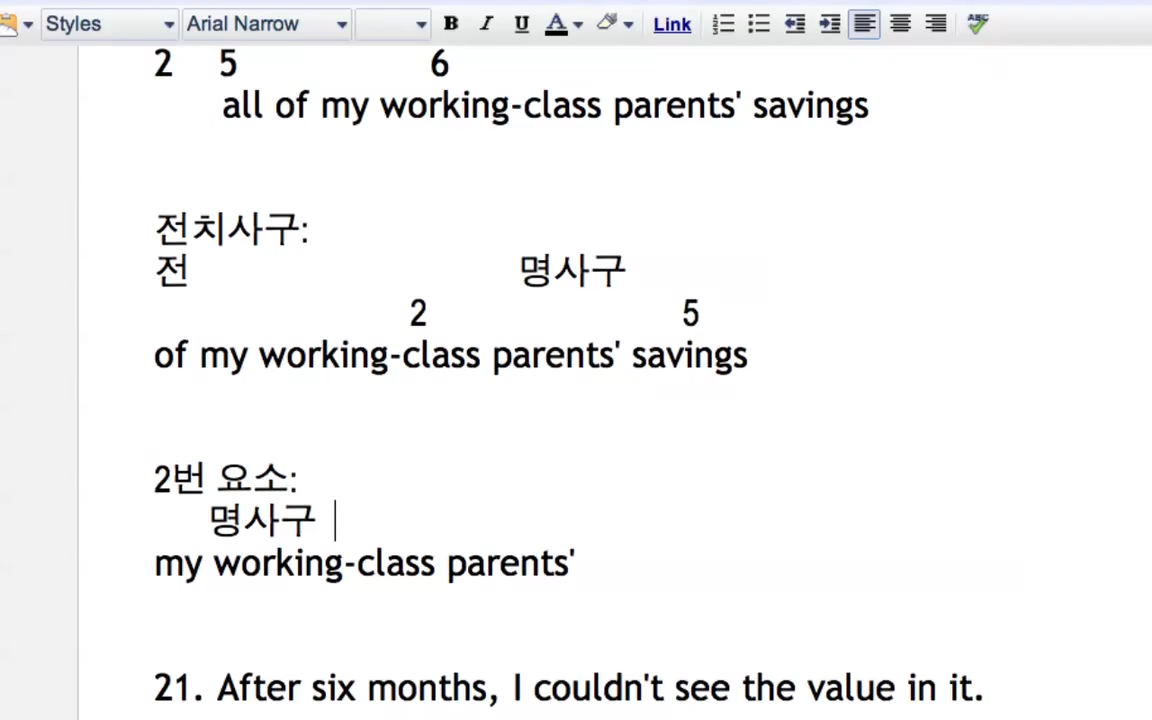 Styles Arial Narrow B I U A Link ABC
2 5 6
all of my working-class parents' savings
전치사구:
전 명사구
2 5
of my working-class parents' savings
2번 요소:
명사구
my working-class parents'
21. After six months, I couldn't see the value in it.